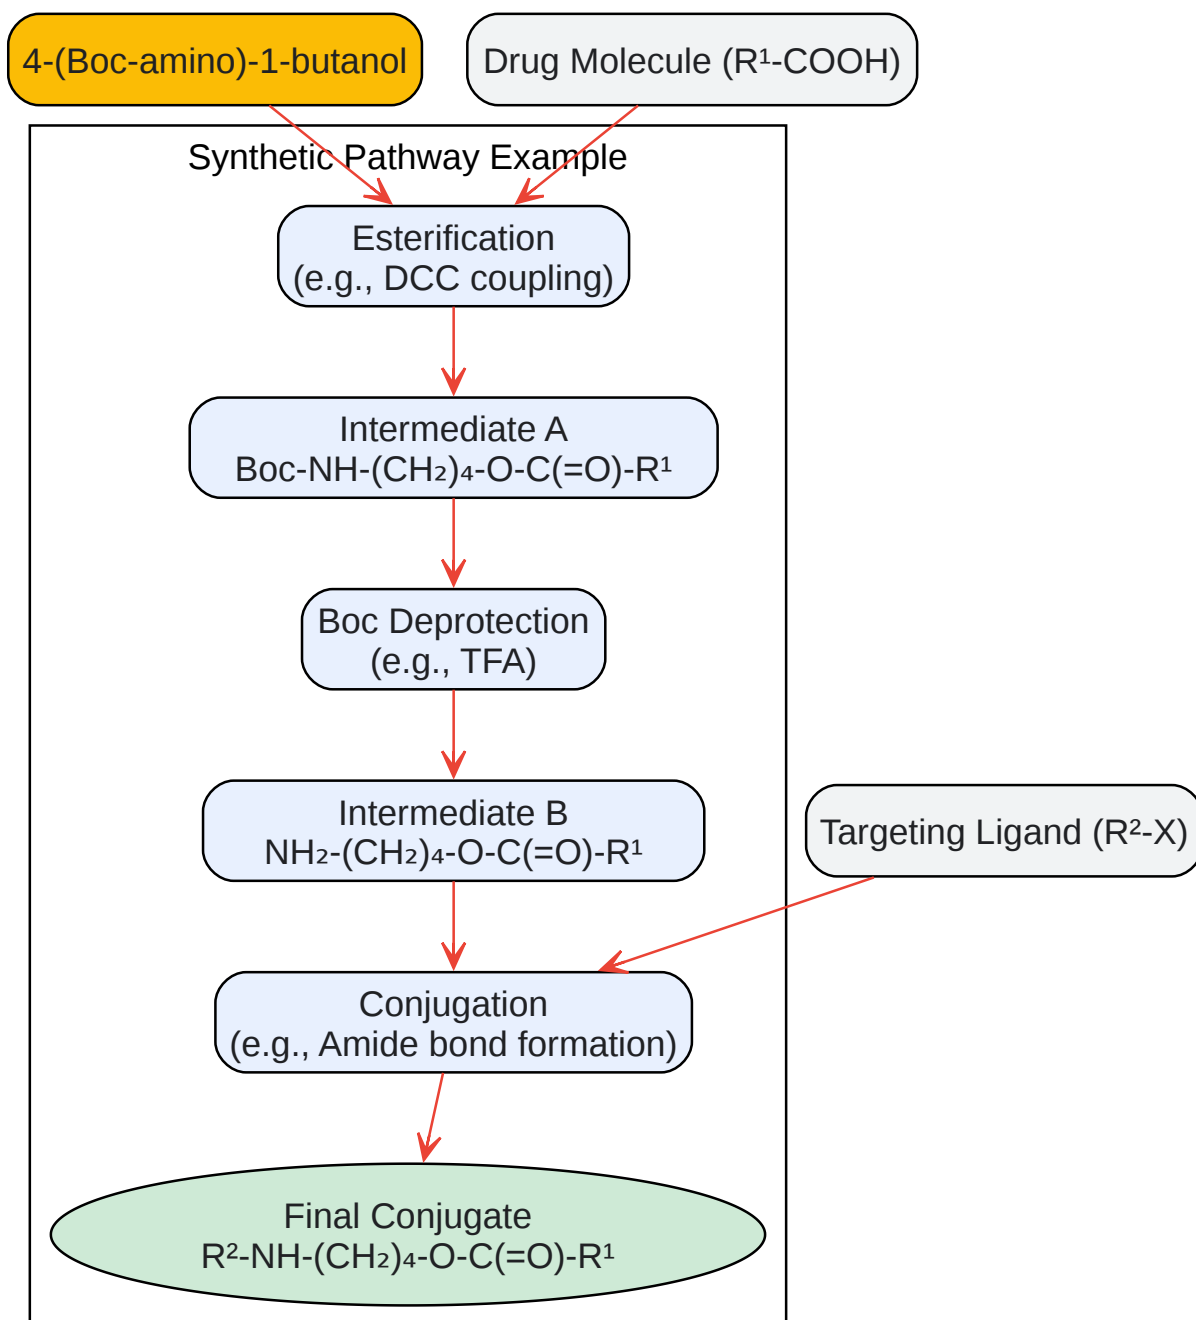 4-(Boc-amino)-1-butanol
Drug Molecule (R¹-COOH)
Synthetic Pathway Example
Esterification
(e.g., DCC coupling)
Intermediate A
Boc-NH-(CH₂)₄-O-C(=O)-R¹
Boc Deprotection
(e.g., TFA)
Intermediate B
NH₂-(CH₂)₄-O-C(=O)-R¹
Targeting Ligand (R²-X)
Conjugation
(e.g., Amide bond formation)
Final Conjugate
R²-NH-(CH₂)₄-O-C(=O)-R¹